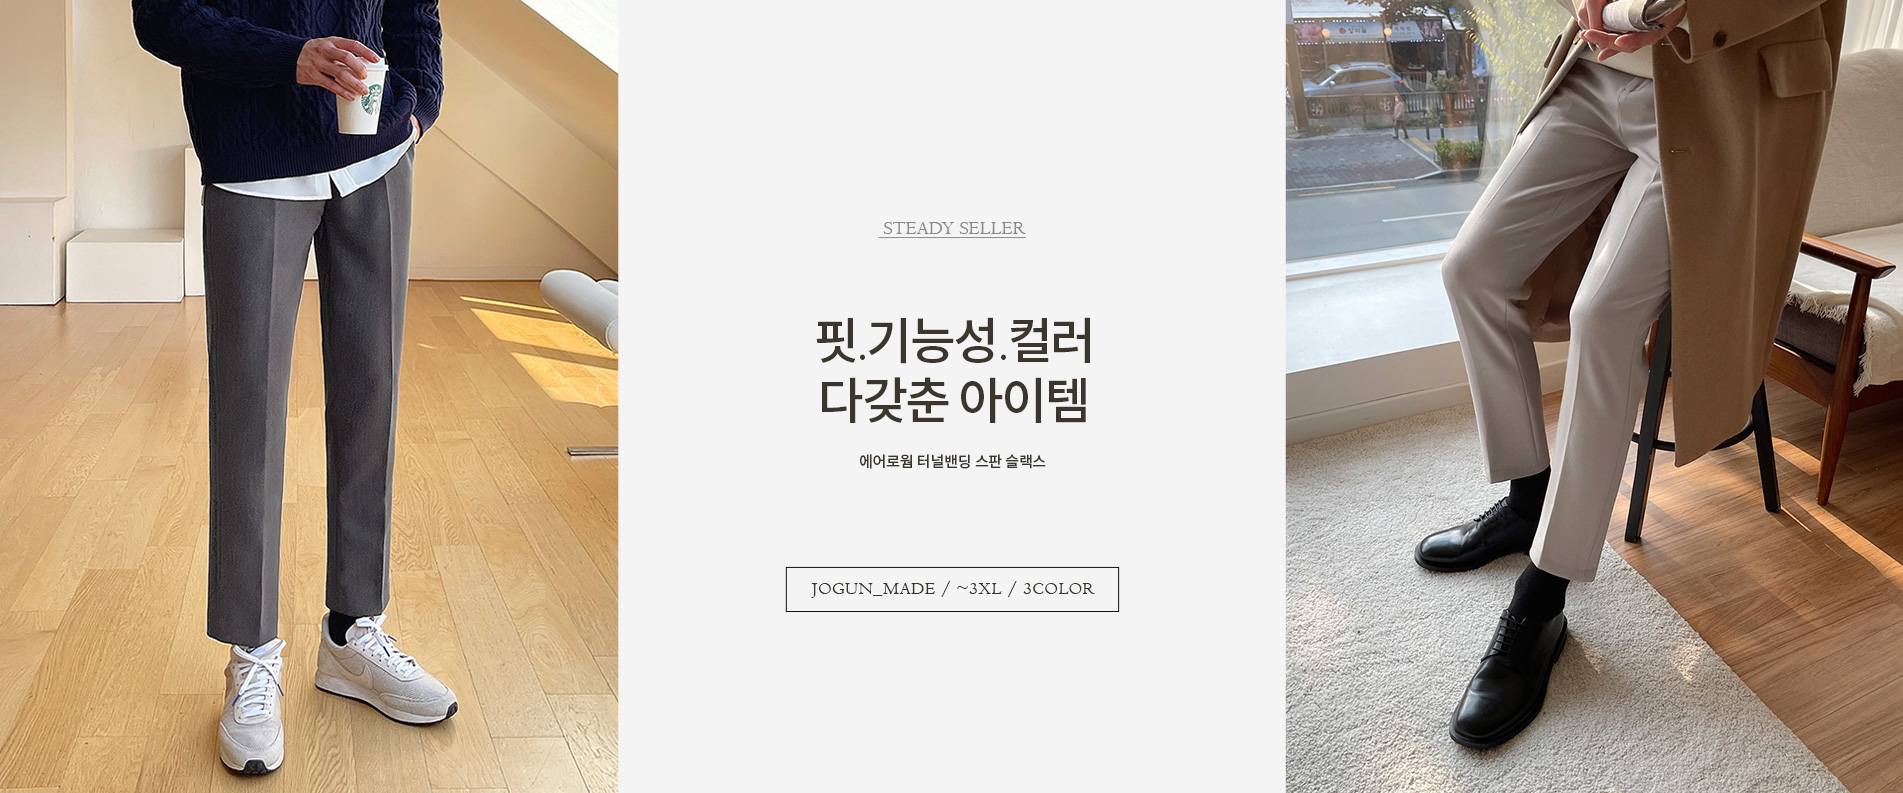 STEADY SELLER
핏.기능성.컬러
다갖춘 아이템
에어로웜 터널밴딩 스판 슬랙스
JOGUN_MADE / ~3XL / 3COLOR